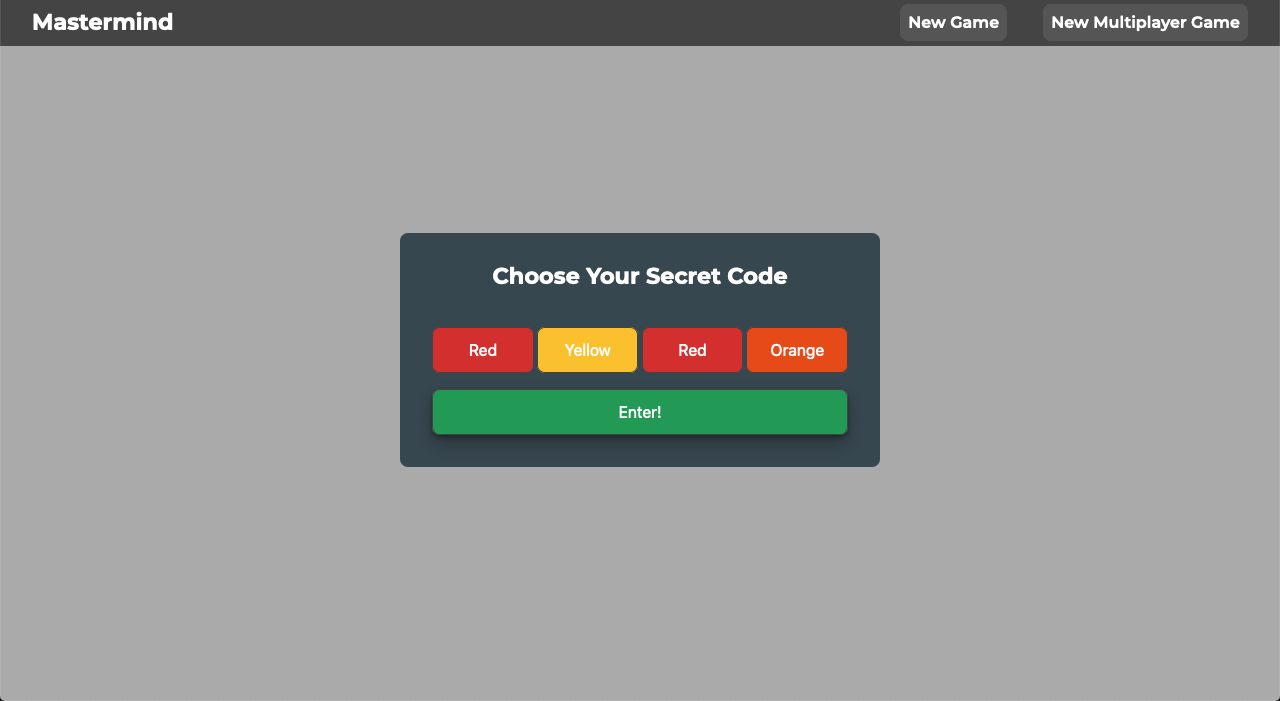 Mastermind New Game New Multiplayer Game
Choose Your Secret Code
Red Yellow Red Orange
Enter!